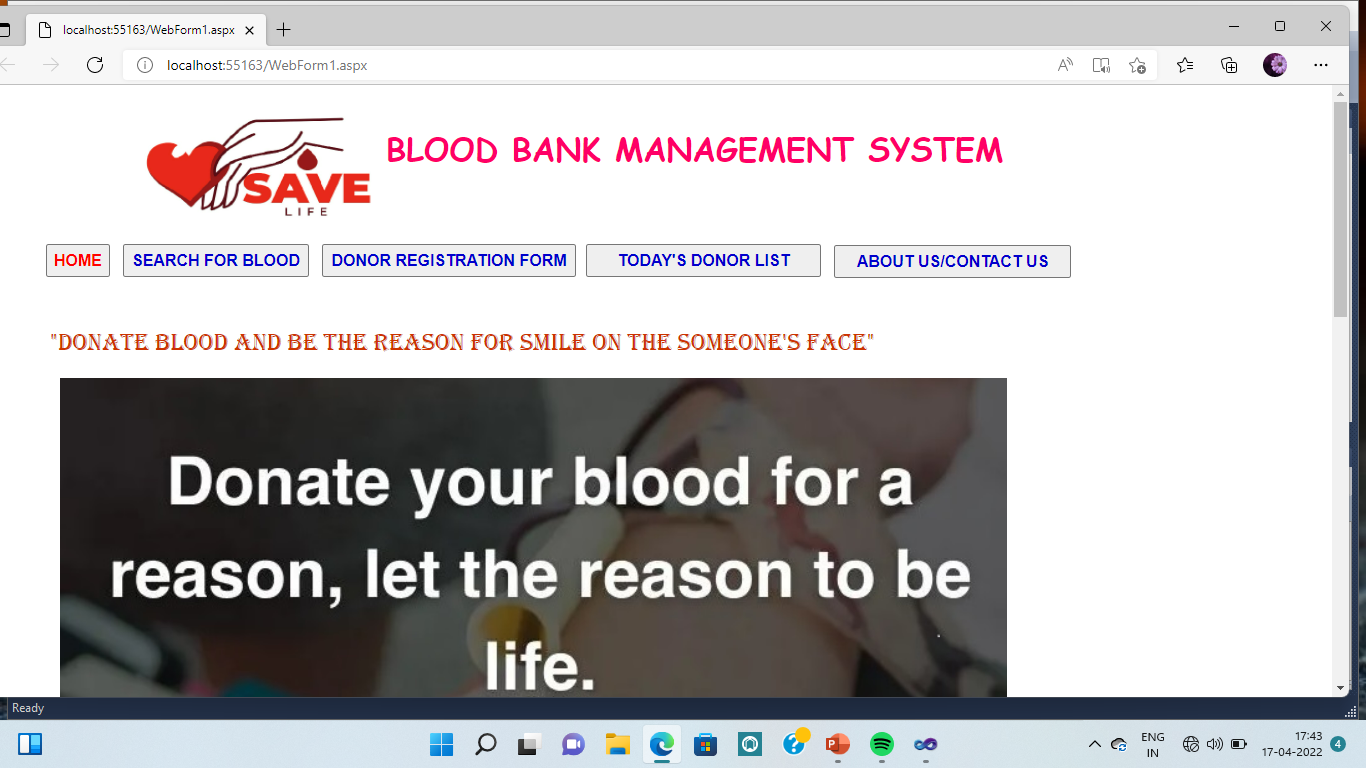 localhost:55163/WebForm1.aspx
localhost:55163/WebForm1.aspx
SAVE
LIFE
BLOOD BANK MANAGEMENT SYSTEM
HOME
SEARCH FOR BLOOD
DONOR REGISTRATION FORM
TODAY'S DONOR LIST
ABOUT US/CONTACT US
"DONATE BLOOD AND BE THE REASON FOR SMILE ON THE SOMEONE'S FACE"
Donate your blood for a
reason, let the reason to be
life.
Ready
ENG
IN
17:43
17-04-2022
4